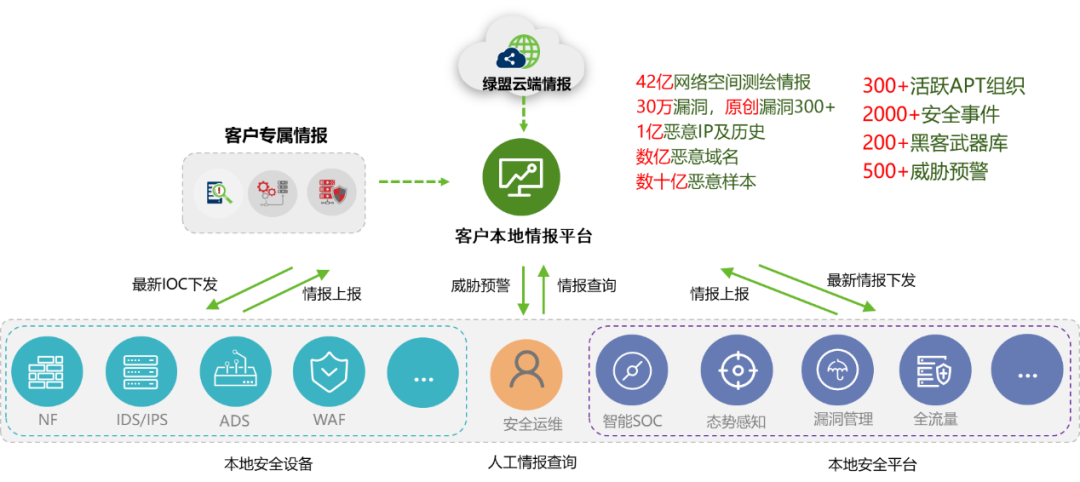 绿盟云端情报
42亿网络空间测绘情报
30万漏洞，原创漏洞300+
1亿恶意IP及历史
数亿恶意域名
数十亿恶意样本
300+活跃APT组织
2000+安全事件
200+黑客武器库
500+威胁预警
客户专属情报
客户本地情报平台
最新IOC下发
情报上报
威胁预警
情报查询
情报上报
最新情报下发
NF
IDS/IPS
ADS
WAF
...
安全运维
智能SOC
态势感知
漏洞管理
全流量
...
本地安全设备
人工情报查询
本地安全平台